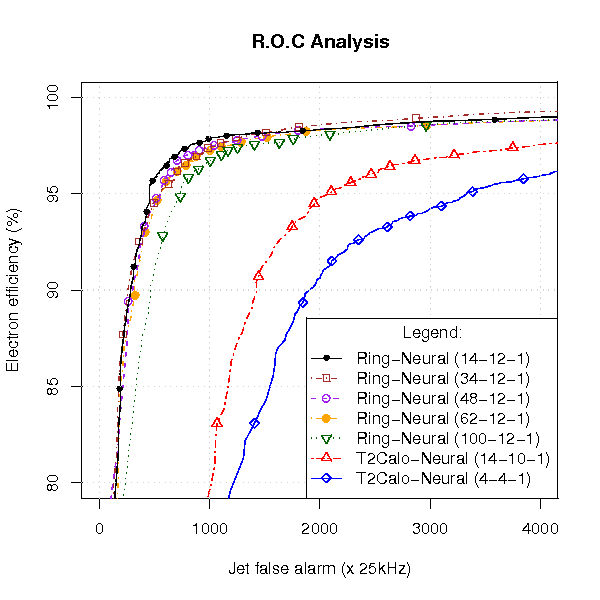 R.O.C Analysis
100
95
90
85
80
Electron efficiency (%)
Legend:
Ring−Neural (14−12−1)
Ring−Neural (34−12−1)
Ring−Neural (48−12−1)
Ring−Neural (62−12−1)
Ring−Neural (100−12−1)
T2Calo−Neural (14−10−1)
T2Calo−Neural (4−4−1)
0 1000 2000 3000 4000
Jet false alarm (x 25kHz)